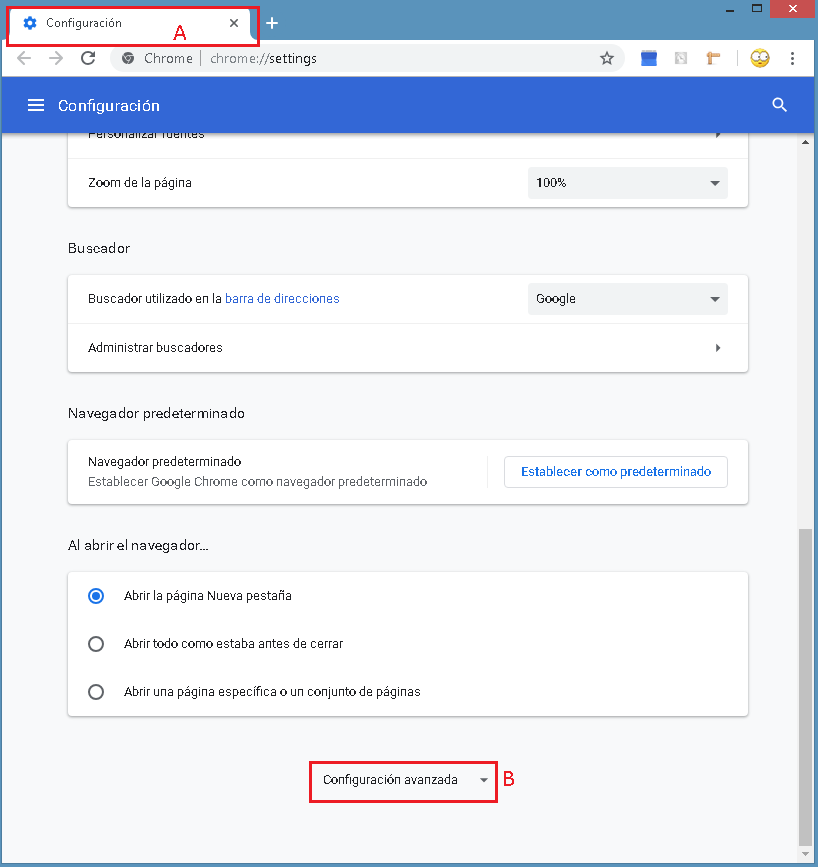 Configuración
A
Chrome | chrome://settings
Configuración
Personalizar fuentes
Zoom de la página
100%
Buscador
Buscador utilizado en la barra de direcciones
Google
Administrar buscadores
Navegador predeterminado
Navegador predeterminado
Establecer Google Chrome como navegador predeterminado
Establecer como predeterminado
Al abrir el navegador...
Abrir la página Nueva pestaña
Abrir todo como estaba antes de cerrar
Abrir una página específica o un conjunto de páginas
Configuración avanzada
B